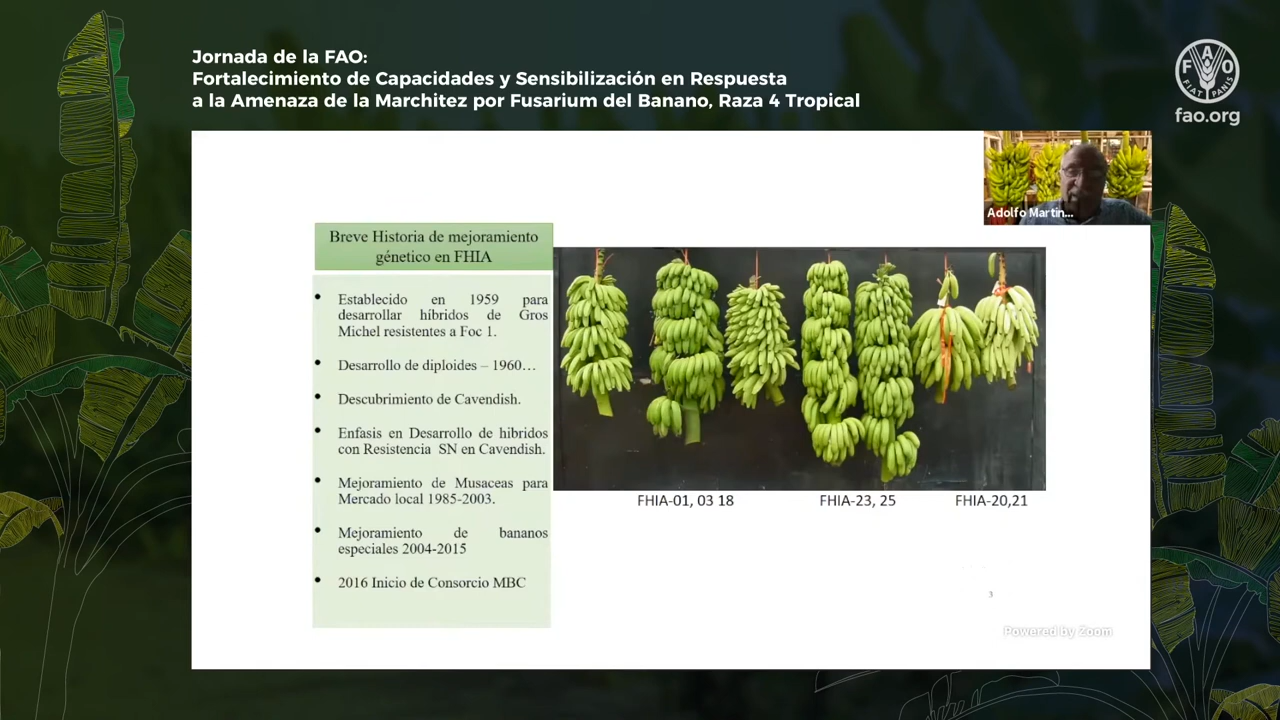 Jornada de la FAO:
Fortalecimiento de Capacidades y Sensibilización en Respuesta
a la Amenaza de la Marchitez por Fusarium del Banano, Raza 4 Tropical
F A O
FIAT PANIS
fao.org
Adolfo Martin...
Breve Historia de mejoramiento
génetico en FHIA
• Establecido en 1959 para
desarrollar híbridos de Gros
Michel resistentes a Foc 1.
• Desarrollo de diploides – 1960…
• Descubrimiento de Cavendish.
• Enfasis en Desarrollo de hibridos
con Resistencia SN en Cavendish.
• Mejoramiento de Musaceas para
Mercado local 1985-2003.
• Mejoramiento de bananos
especiales 2004-2015
• 2016 Inicio de Consorcio MBC
FHIA-01, 03 18
FHIA-23, 25
FHIA-20,21
3
Powered by Zoom